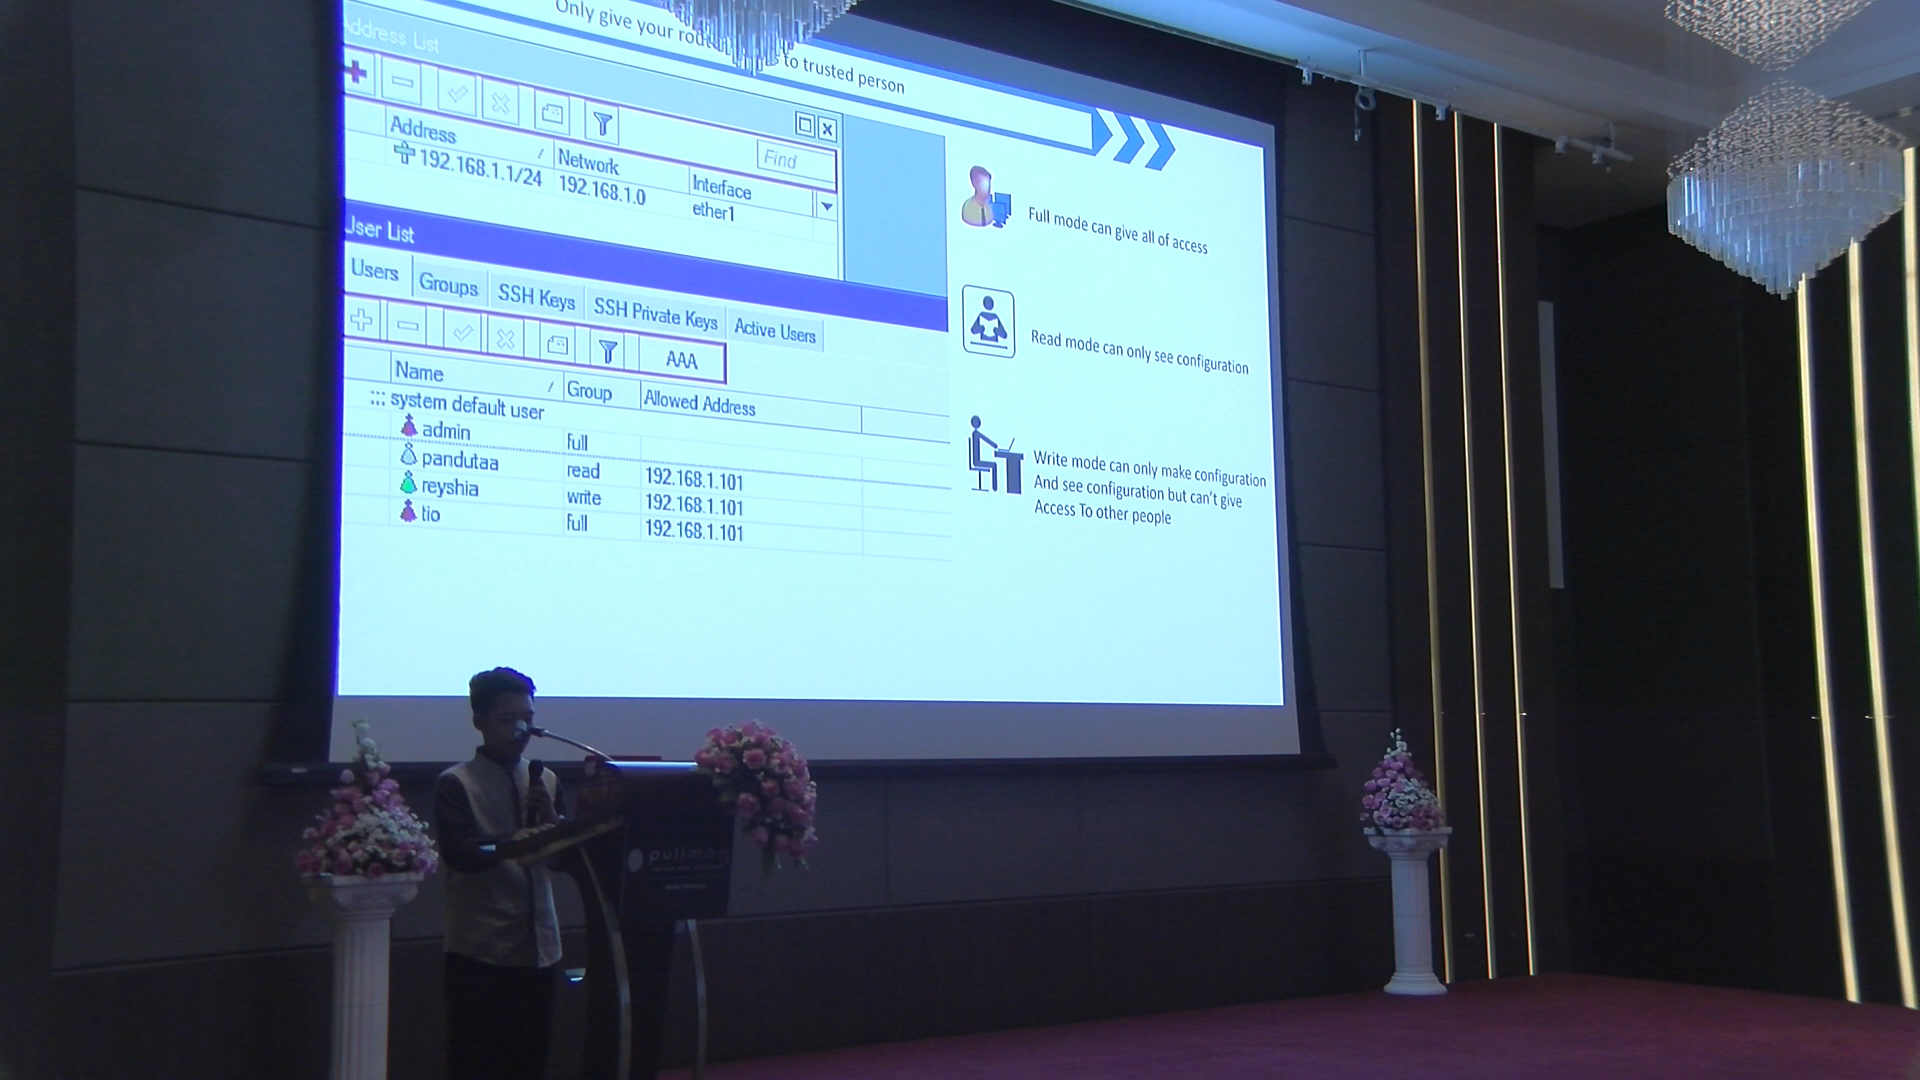 Only give your to trusted person
Address List
Find
Address Network Interface
192.168.1.1/24 192.168.1.0 ether1
User List
Users Groups SSH Keys SSH Private Keys Active Users
AAA
Name Group Allowed Address
::: system default user
admin full
pandutaa read 192.168.1.101
reyshia write 192.168.1.101
tio full 192.168.1.101
Full mode can give all of access
Read mode can only see configuration
Write mode can only make configuration
And see configuration but can't give
Access To other people
pullman